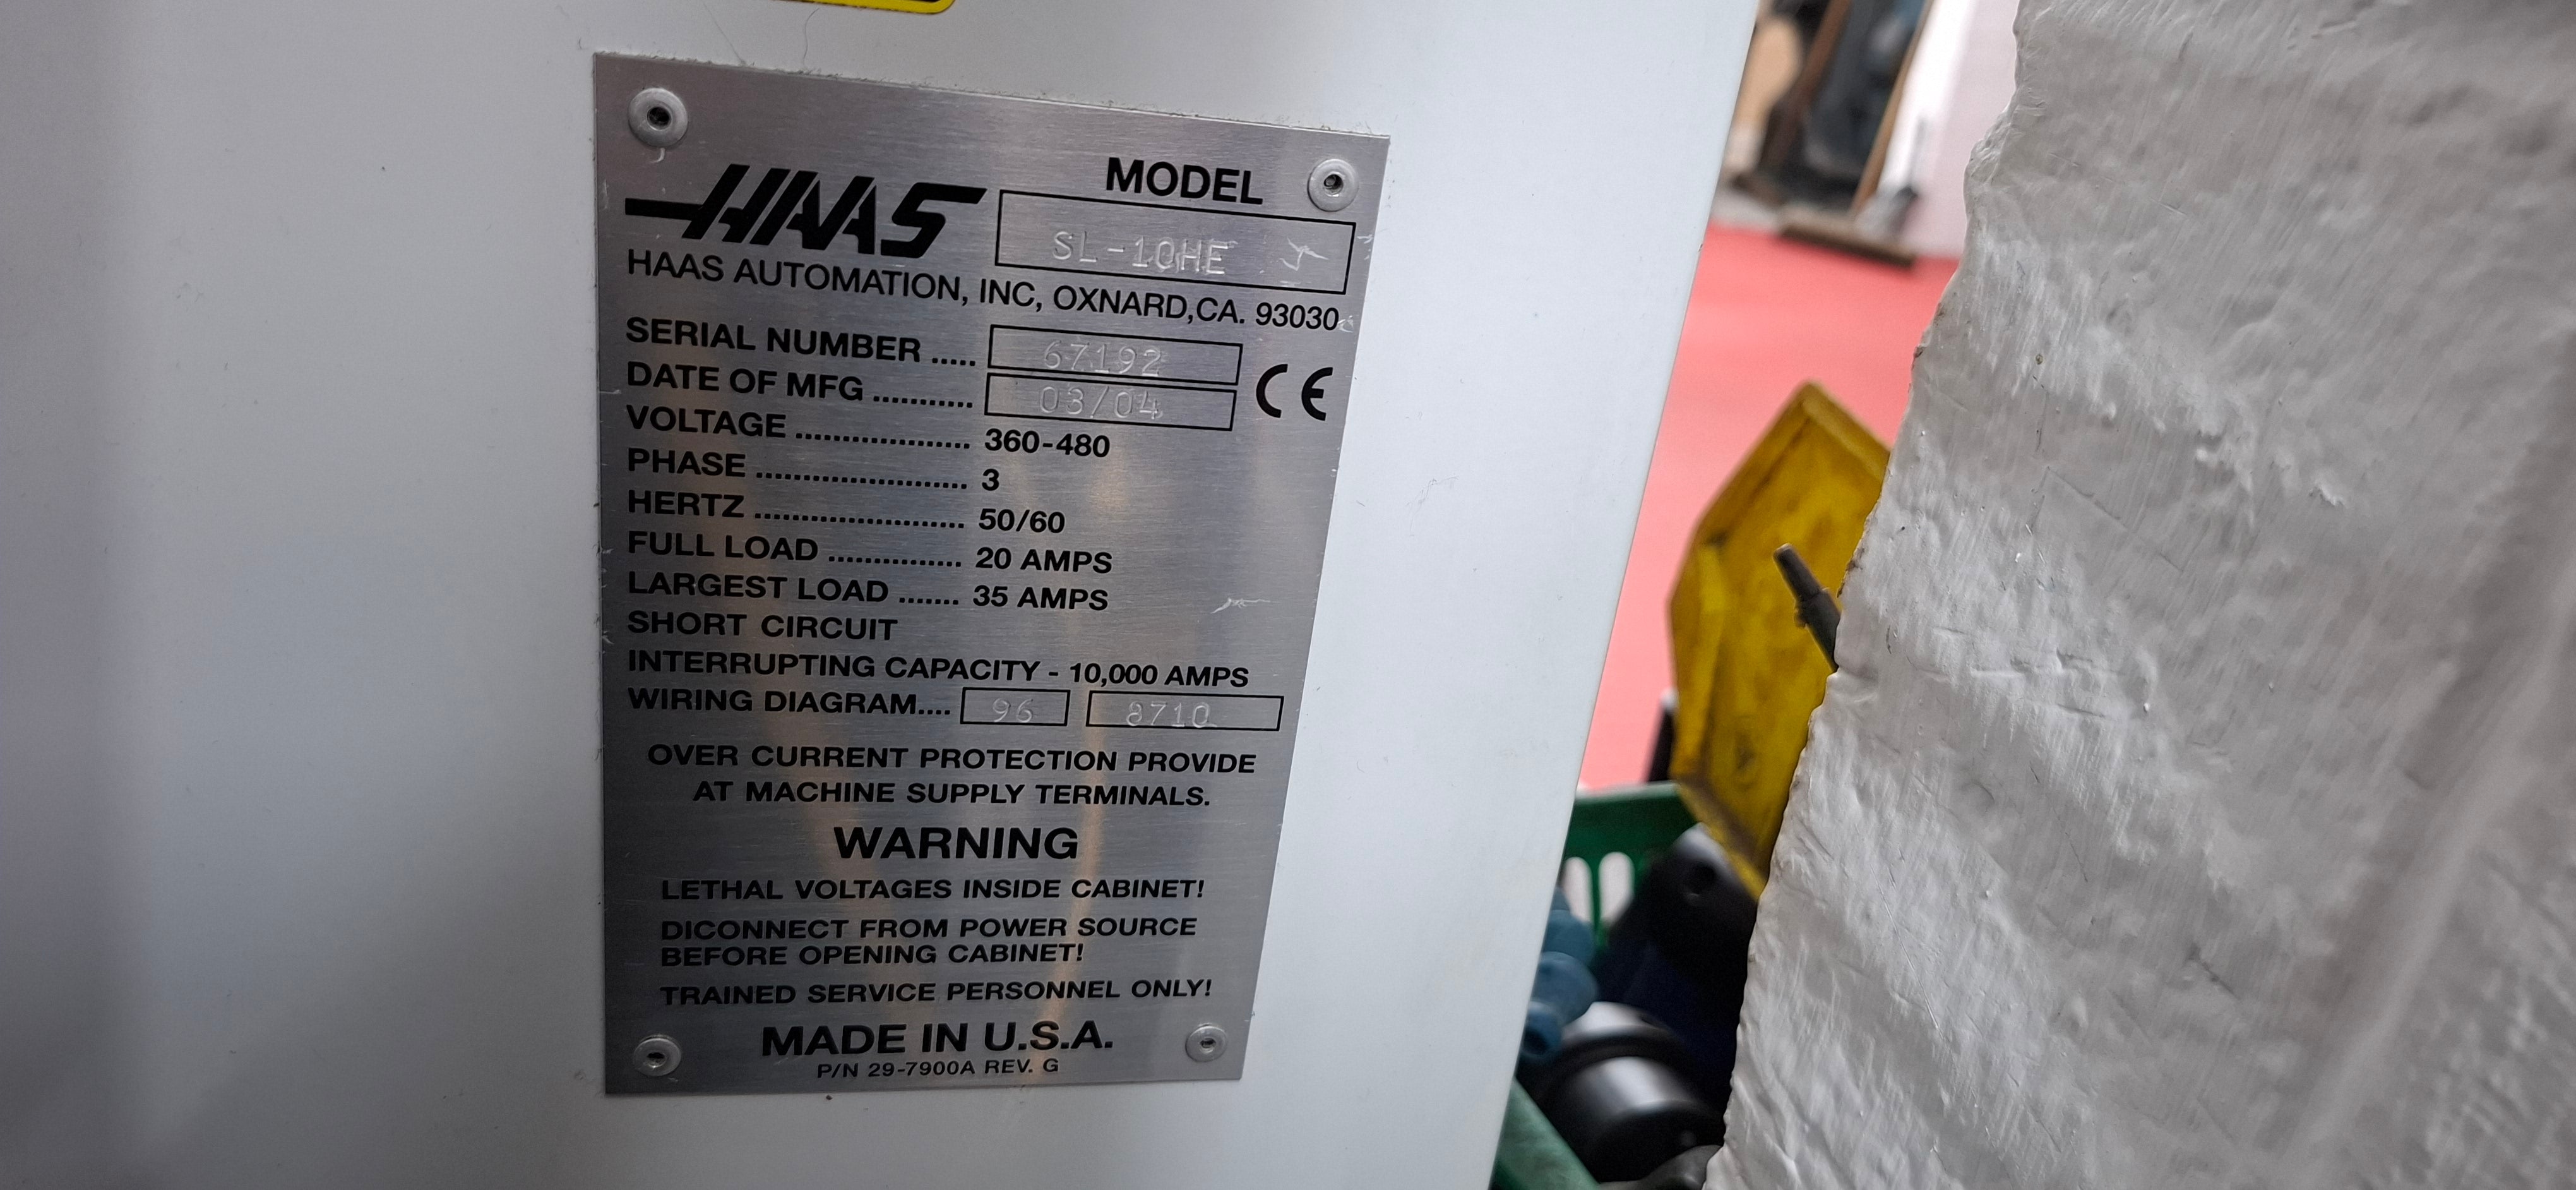 MODEL
HAAS SL-10HE
HAAS AUTOMATION, INC, OXNARD,CA. 93030
SERIAL NUMBER ..... 67192
DATE OF MFG ........... 03/04 CE
VOLTAGE ................... 360-480
PHASE ....................... 3
HERTZ ....................... 50/60
FULL LOAD ............... 20 AMPS
LARGEST LOAD ....... 35 AMPS
SHORT CIRCUIT
INTERRUPTING CAPACITY - 10,000 AMPS
WIRING DIAGRAM.... 96 8710
OVER CURRENT PROTECTION PROVIDE
AT MACHINE SUPPLY TERMINALS.
WARNING
LETHAL VOLTAGES INSIDE CABINET!
DICONNECT FROM POWER SOURCE
BEFORE OPENING CABINET!
TRAINED SERVICE PERSONNEL ONLY!
MADE IN U.S.A.
P/N 29-7900A REV. G